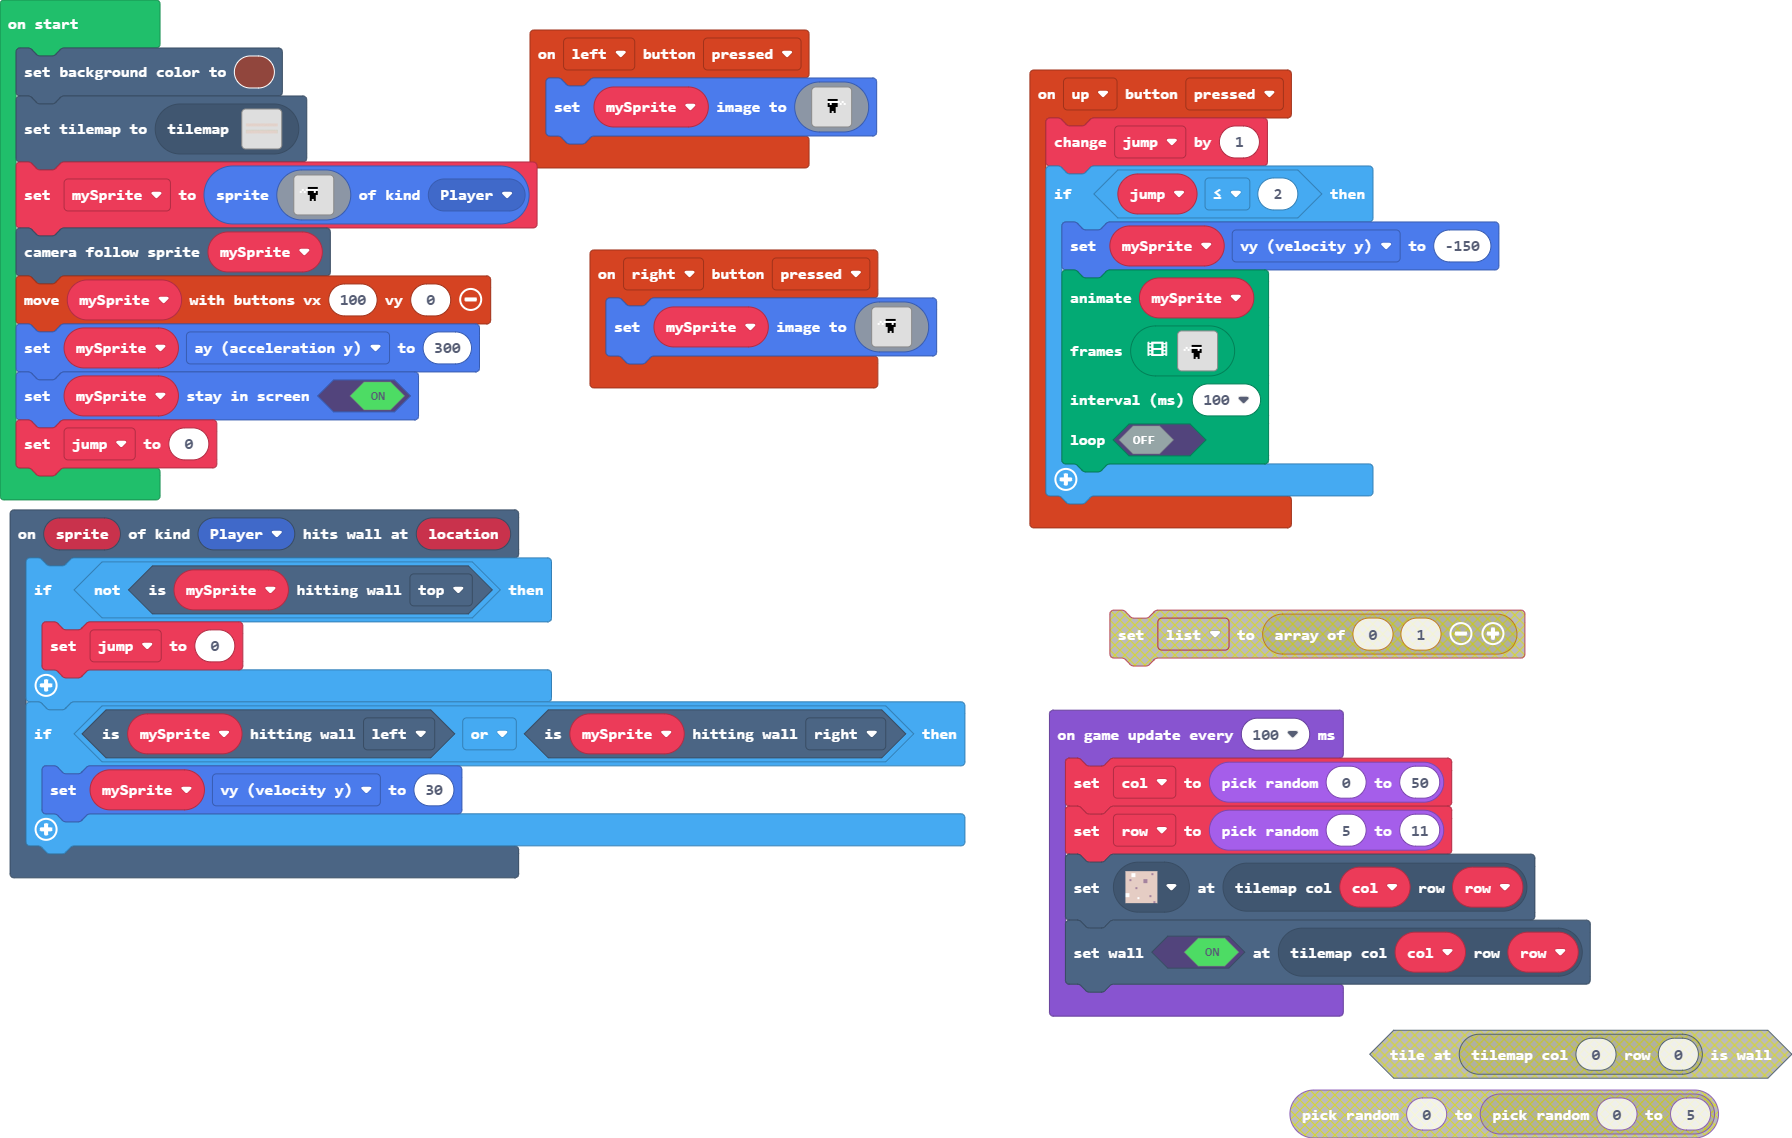 on start
set background color to
set tilemap to tilemap
set mySprite to sprite of kind Player
camera follow sprite mySprite
move mySprite with buttons vx 100 vy 0
set mySprite ay (acceleration y) to 300
set mySprite stay in screen ON
set jump to 0
on left button pressed
set mySprite image to
on right button pressed
set mySprite image to
on up button pressed
change jump by 1
if jump ≤ 2 then
set mySprite vy (velocity y) to -150
animate mySprite
frames
interval (ms) 100
loop OFF
on sprite of kind Player hits wall at location
if not is mySprite hitting wall top then
set jump to 0
if is mySprite hitting wall left or is mySprite hitting wall right then
set mySprite vy (velocity y) to 30
set list to array of 0 1
on game update every 100 ms
set col to pick random 0 to 50
set row to pick random 5 to 11
set at tilemap col col row row
set wall ON at tilemap col col row row
tile at tilemap col 0 row 0 is wall
pick random 0 to pick random 0 to 5